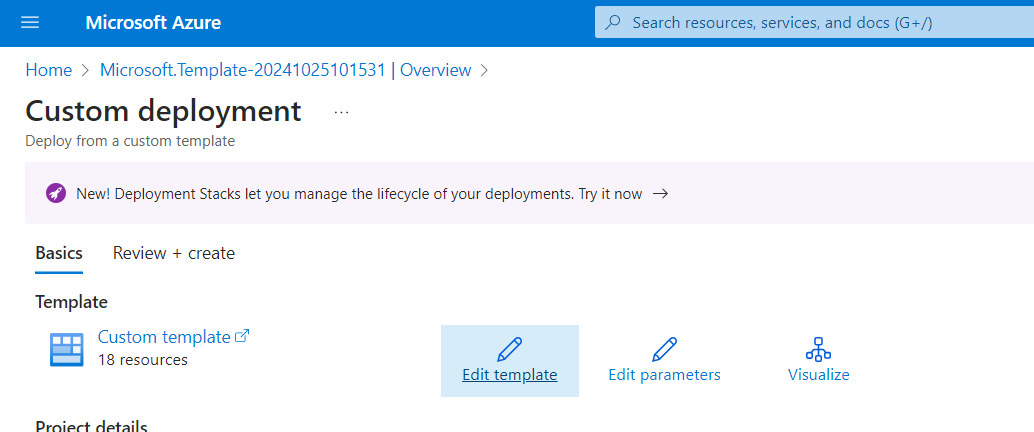 Microsoft Azure
Search resources, services, and docs (G+/)
Home > Microsoft.Template-20241025101531 | Overview >
Custom deployment ...
Deploy from a custom template
New! Deployment Stacks let you manage the lifecycle of your deployments. Try it now →
Basics Review + create
Template
Custom template
18 resources
Edit template Edit parameters Visualize
Project details